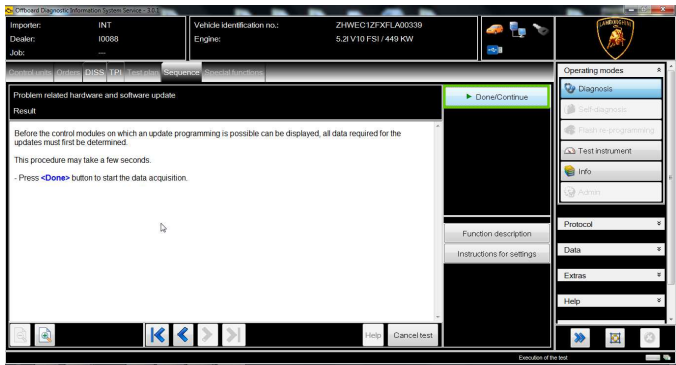 Offboard Diagnostic Information System Service - 3.0.1
Importer: INT
Dealer: I0088
Job: ---
Vehicle identification no.: ZHWEC1ZFXFLA00339
Engine: 5.2l V10 FSI / 449 KW
LAMBORGHINI
Control units Orders DISS TPI Test plan Sequence Special functions
Problem related hardware and software update
Result
Before the control modules on which an update programming is possible can be displayed, all data required for the
updates must first be determined.
This procedure may take a few seconds.
- Press <Done> button to start the data acquisition.
Done/Continue
Function description
Instructions for settings
Help
Cancel test
Operating modes
Diagnosis
Self-diagnosis
Flash re-programming
Test instrument
Info
Admin
Protocol
Data
Extras
Help
Execution of the test